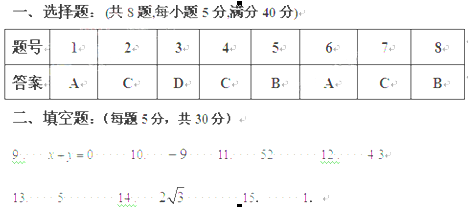 一、选择题：(共 8 题,每小题 5 分,满分 40 分)
题号 1 2 3 4 5 6 7 8
答案 A C D C B A C B
二、填空题：（每题 5 分，共 30 分）
9． x+y=0 10． －9 11． 52 12． 4 3
13． 5 14． 2√3 15． 1．